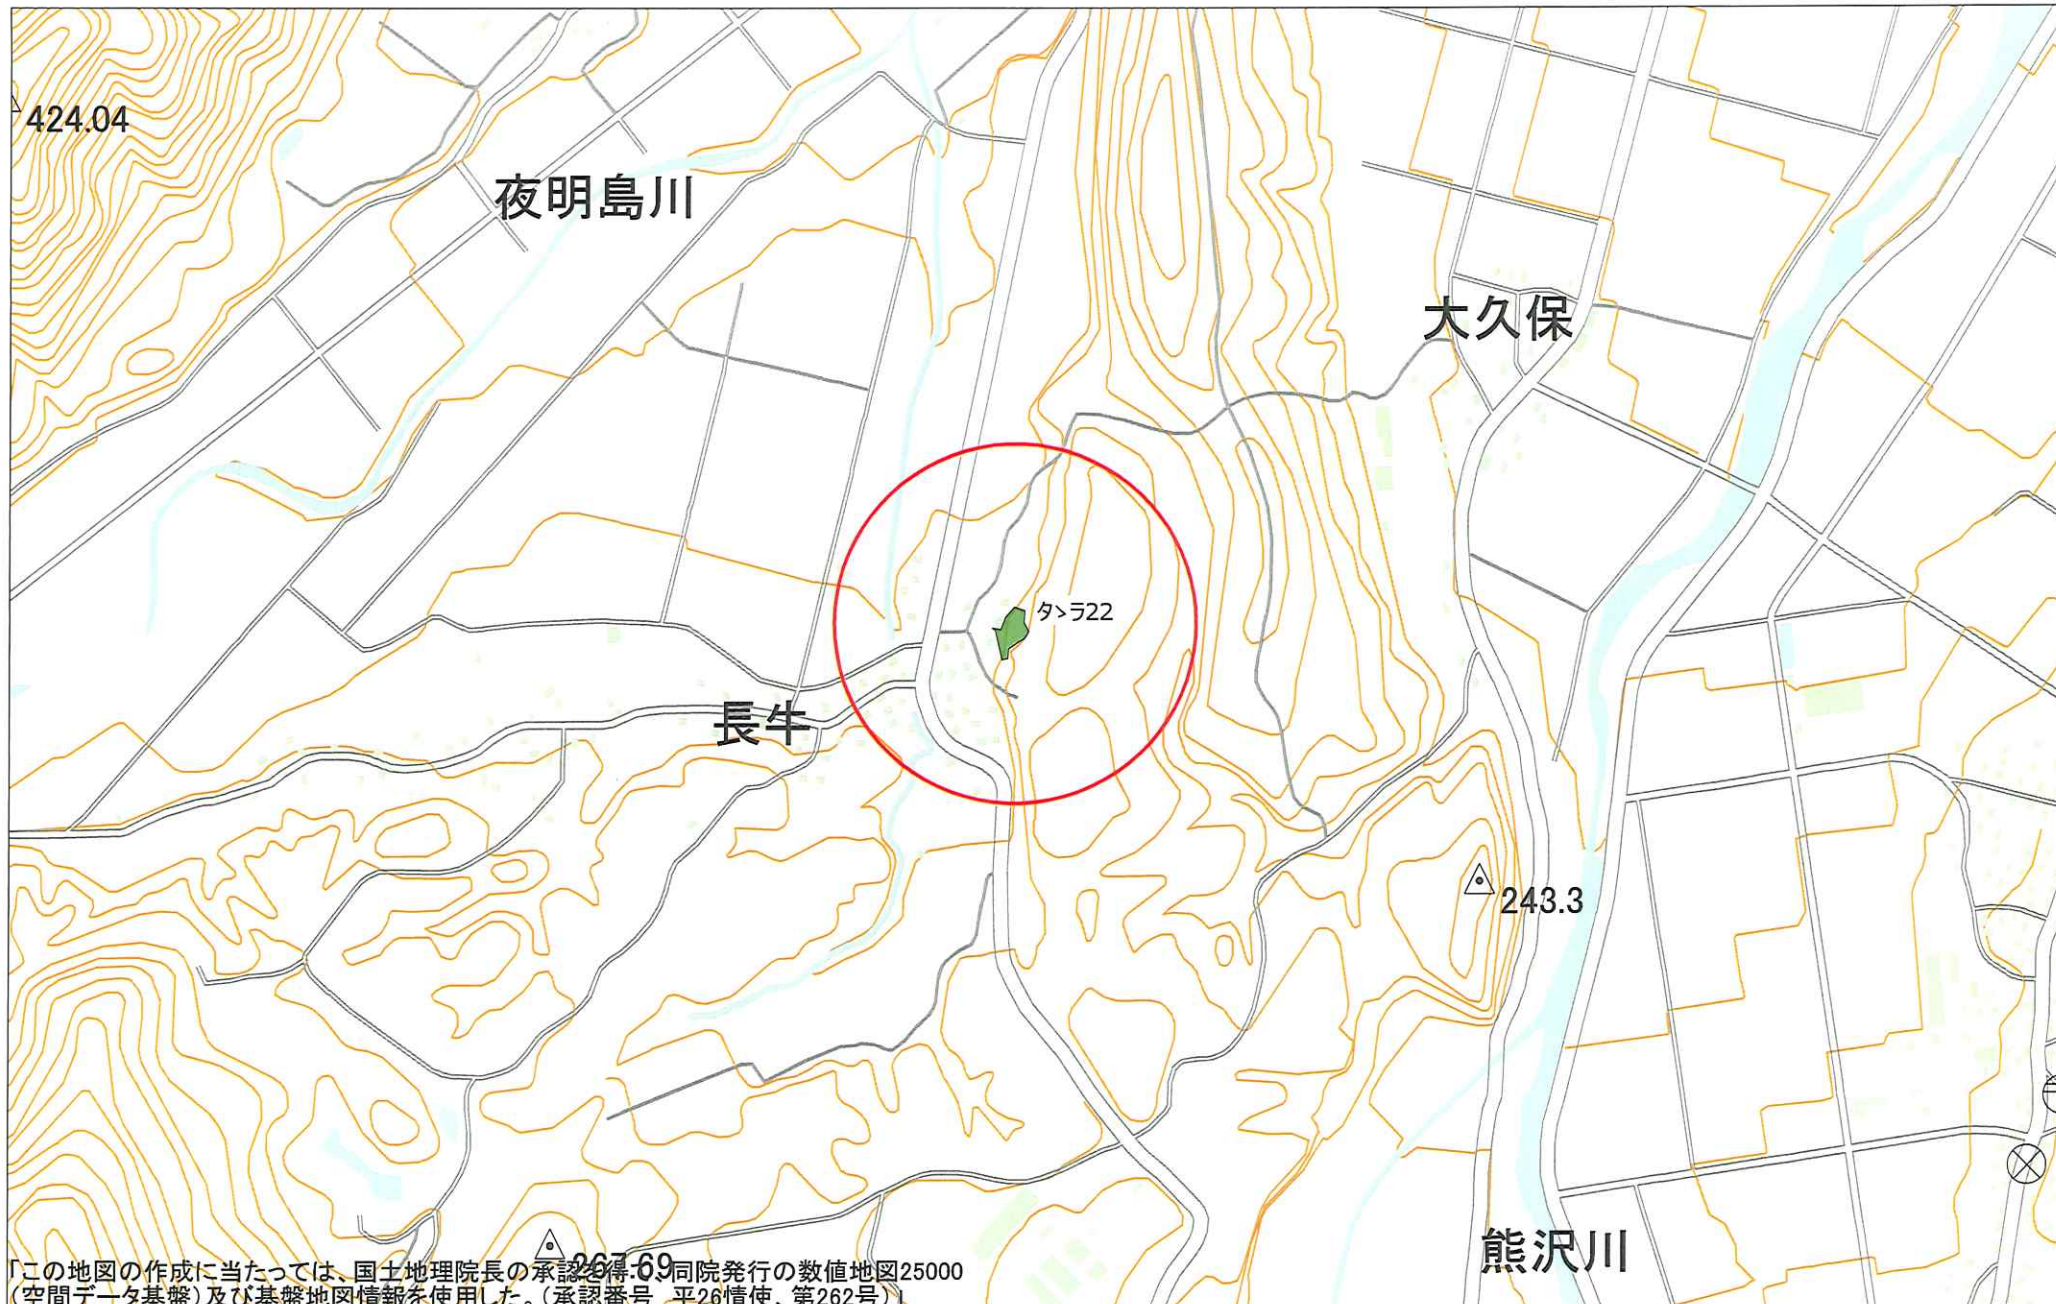 424.04
夜明島川
大久保
タヽラ22
長牛
243.3
267.69
熊沢川
「この地図の作成に当たっては、国土地理院長の承認を得て、同院発行の数値地図25000
（空間データ基盤）及び基盤地図情報を使用した。（承認番号 平26情使、第262号）」